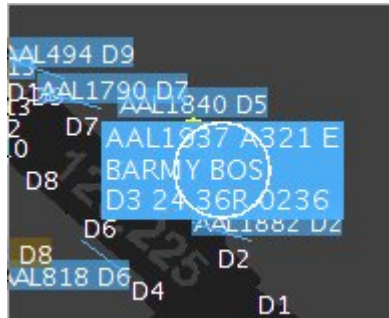 AAL494 D9
AAL1790 D7
AAL1840 D5
D7
AAL1937 A321 E
BARMY BOS
D3 24 36R 0236
D8
AAL1882 D2
D6
D8
D2
AAL818 D6
D4
D1